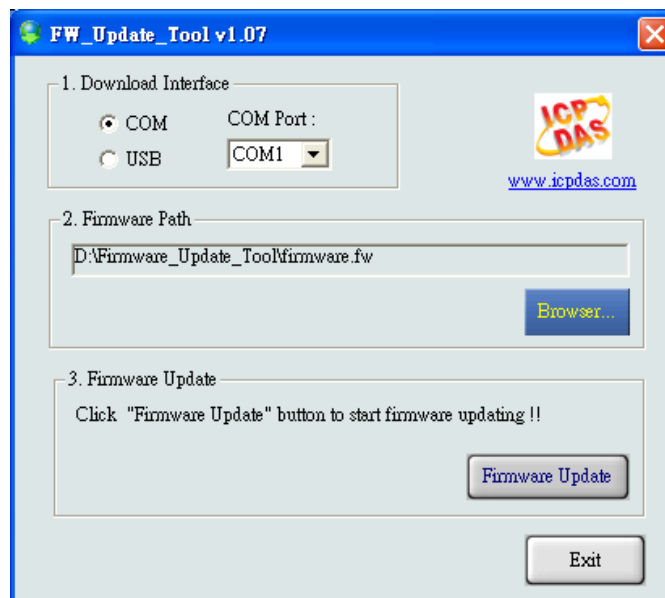 FW_Update_Tool v1.07
1. Download Interface
COM
COM Port :
USB
COM1
ICP
DAS
www.icpdas.com
2. Firmware Path
D:\Firmware_Update_Tool\firmware.fw
Browser...
3. Firmware Update
Click "Firmware Update" button to start firmware updating !!
Firmware Update
Exit